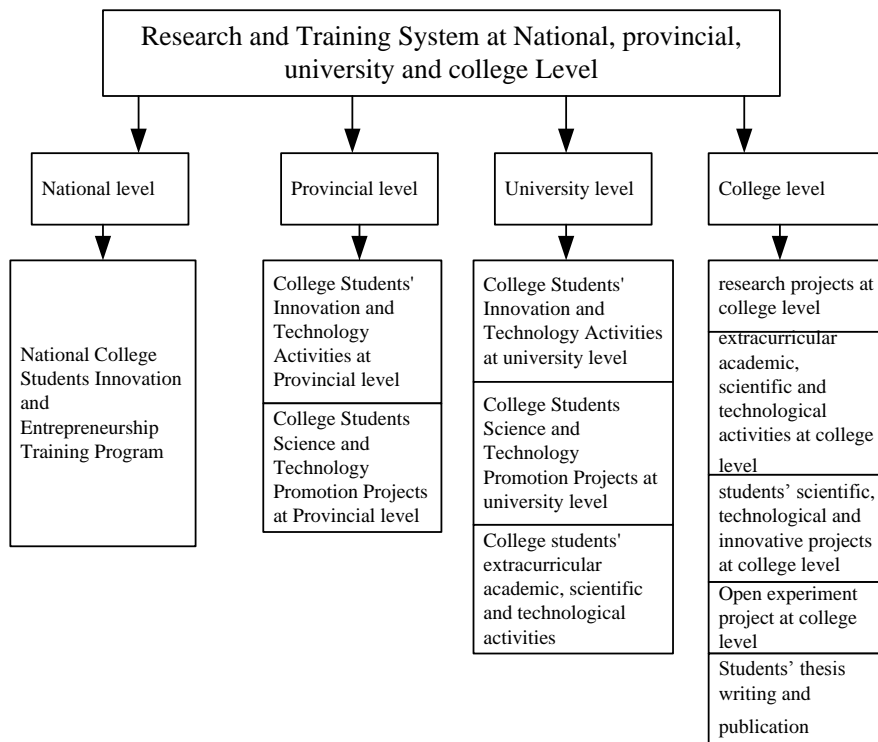 Research and Training System at National, provincial,
university and college Level
National level
Provincial level
University level
College level
National College
Students Innovation
and
Entrepreneurship
Training Program
College Students'
Innovation and
Technology
Activities at
Provincial level
College Students
Science and
Technology
Promotion Projects
at Provincial level
College Students'
Innovation and
Technology Activities
at university level
College Students
Science and
Technology
Promotion Projects at
university level
College students'
extracurricular
academic, scientific
and technological
activities
research projects at
college level
extracurricular
academic,
scientific and
technological
activities at college
level
students’ scientific,
technological and
innovative projects
at college level
Open experiment
project at college
level
Students’ thesis
writing and
publication